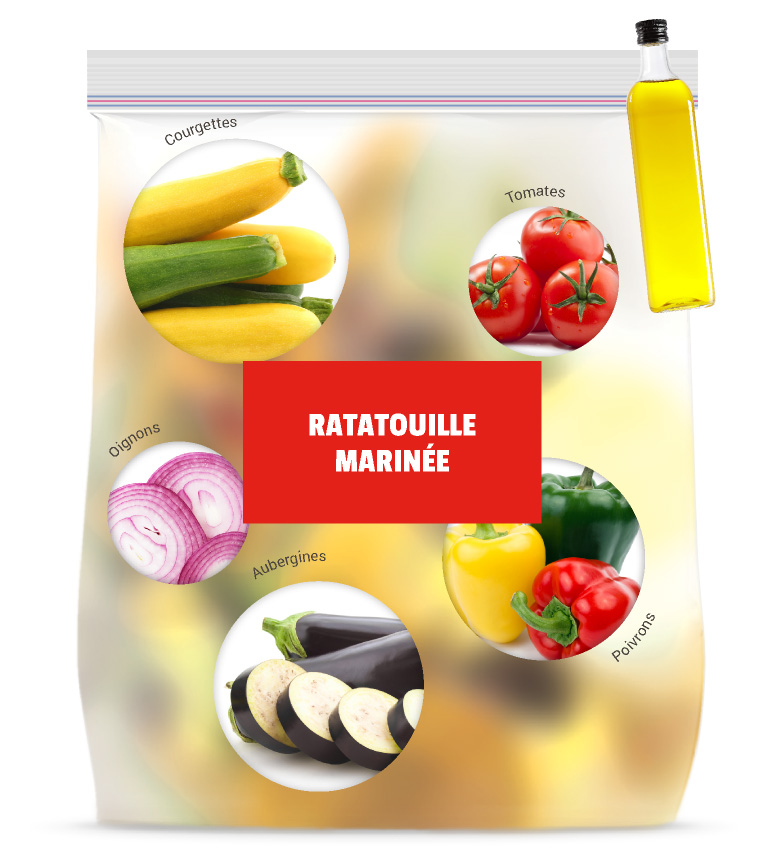 Courgettes
Tomates
RATATOUILLE
MARINÉE
Oignons
Aubergines
Poivrons